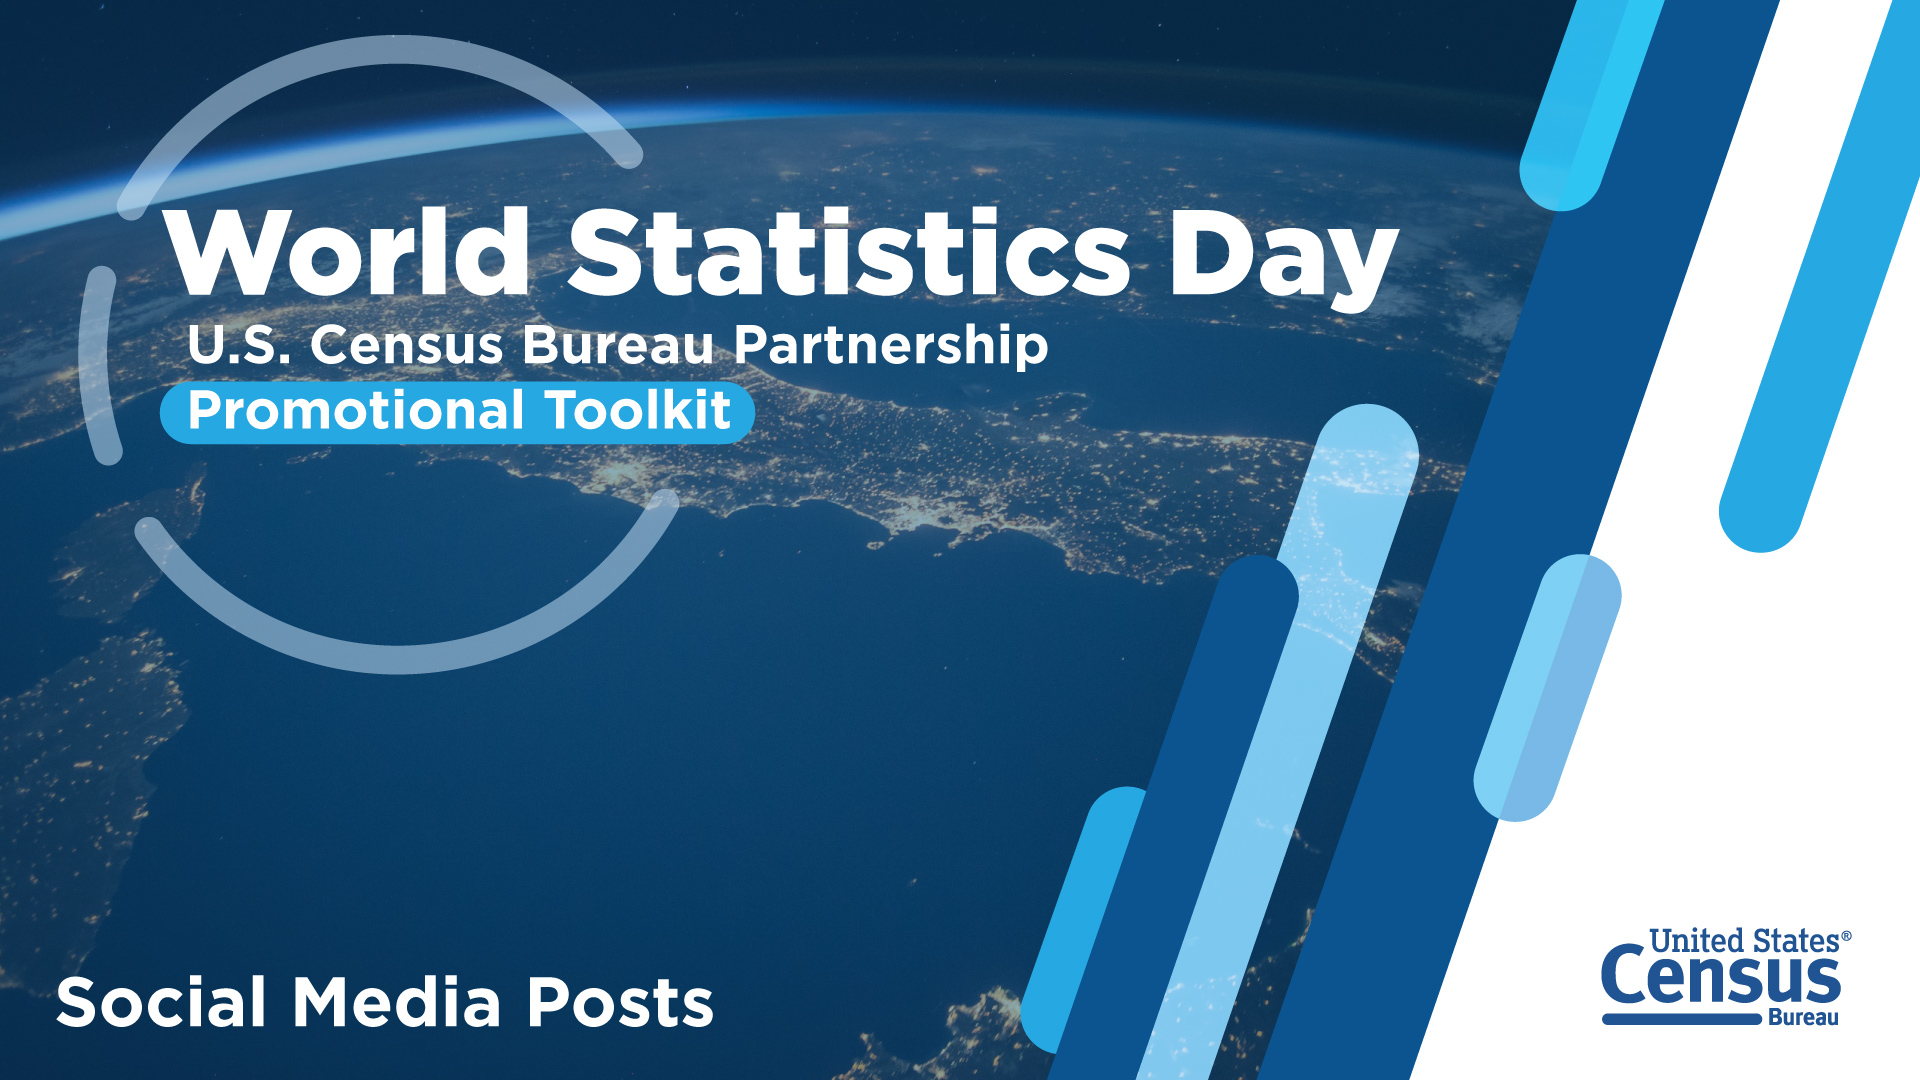 World Statistics Day
U.S. Census Bureau Partnership
Promotional Toolkit
Social Media Posts
United States®
Census
Bureau